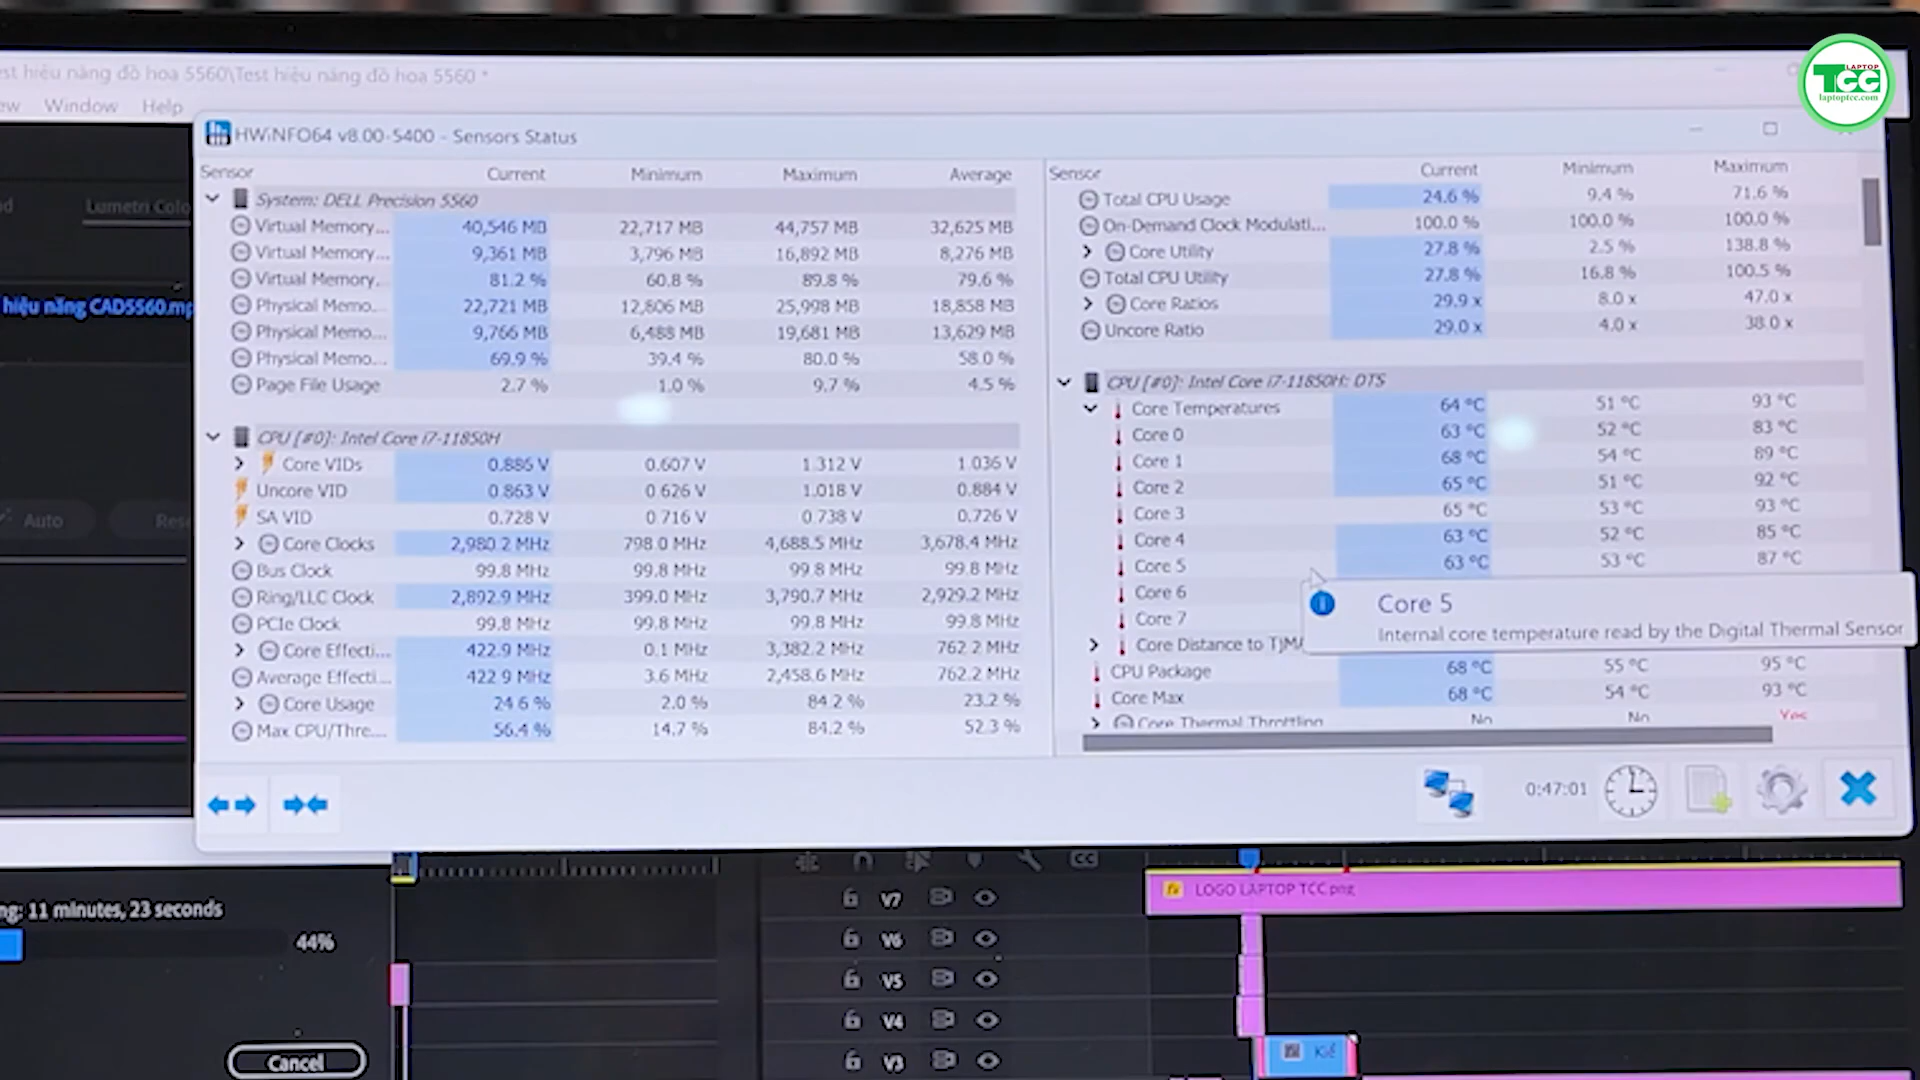 est hiệu năng đồ họa 5560\Test hiệu năng đồ họa 5560 *
ew Window Help
LAPTOP
TCC
laptoptcc.com
HWiNFO64 v8.00-5400 - Sensors Status
Sensor Current Minimum Maximum Average
System: DELL Precision 5560
Virtual Memory... 40,546 MB 22,717 MB 44,757 MB 32,625 MB
Virtual Memory... 9,361 MB 3,796 MB 16,892 MB 8,276 MB
Virtual Memory... 81.2 % 60.8 % 89.8 % 79.6 %
Physical Memo... 22,721 MB 12,806 MB 25,998 MB 18,858 MB
Physical Memo... 9,766 MB 6,488 MB 19,681 MB 13,629 MB
Physical Memo... 69.9 % 39.4 % 80.0 % 58.0 %
Page File Usage 2.7 % 1.0 % 9.7 % 4.5 %
CPU [#0]: Intel Core i7-11850H
Core VIDs 0.886 V 0.607 V 1.312 V 1.036 V
Uncore VID 0.863 V 0.626 V 1.018 V 0.884 V
SA VID 0.728 V 0.716 V 0.738 V 0.726 V
Core Clocks 2,980.2 MHz 798.0 MHz 4,688.5 MHz 3,678.4 MHz
Bus Clock 99.8 MHz 99.8 MHz 99.8 MHz 99.8 MHz
Ring/LLC Clock 2,892.9 MHz 399.0 MHz 3,790.7 MHz 2,929.2 MHz
PCIe Clock 99.8 MHz 99.8 MHz 99.8 MHz 99.8 MHz
Core Effecti... 422.9 MHz 0.1 MHz 3,382.2 MHz 762.2 MHz
Average Effecti... 422.9 MHz 3.6 MHz 2,458.6 MHz 762.2 MHz
Core Usage 24.6 % 2.0 % 84.2 % 23.2 %
Max CPU/Thre.... 56.4 % 14.7 % 84.2 % 52.3 %
Sensor Current Minimum Maximum
Total CPU Usage 24.6 % 9.4 % 71.6 %
On-Demand Clock Modulati... 100.0 % 100.0 % 100.0 %
Core Utility 27.8 % 2.5 % 138.8 %
Total CPU Utility 27.8 % 16.8 % 100.5 %
Core Ratios 29.9 x 8.0 x 47.0 x
Uncore Ratio 29.0 x 4.0 x 38.0 x
CPU [#0]: Intel Core i7-11850H: DTS
Core Temperatures 64 °C 51 °C 93 °C
Core 0 63 °C 52 °C 83 °C
Core 1 68 °C 54 °C 89 °C
Core 2 65 °C 51 °C 92 °C
Core 3 65 °C 53 °C 93 °C
Core 4 63 °C 52 °C 85 °C
Core 5 63 °C 53 °C 87 °C
Core 6
Core 7
Core Distance to TjMA
Core 5
Internal core temperature read by the Digital Thermal Sensor
CPU Package 68 °C 55 °C 95 °C
Core Max 68 °C 54 °C 93 °C
Core Thermal Throttling No No Yes
0:47:01
Lumetri Colo
hiệu năng CAD5560.mp
Auto Rese
ng: 11 minutes, 23 seconds
44%
Cancel
CC
V7
V6
V5
V4
V3
fx LOGO LAPTOP TCC.png
Kiể